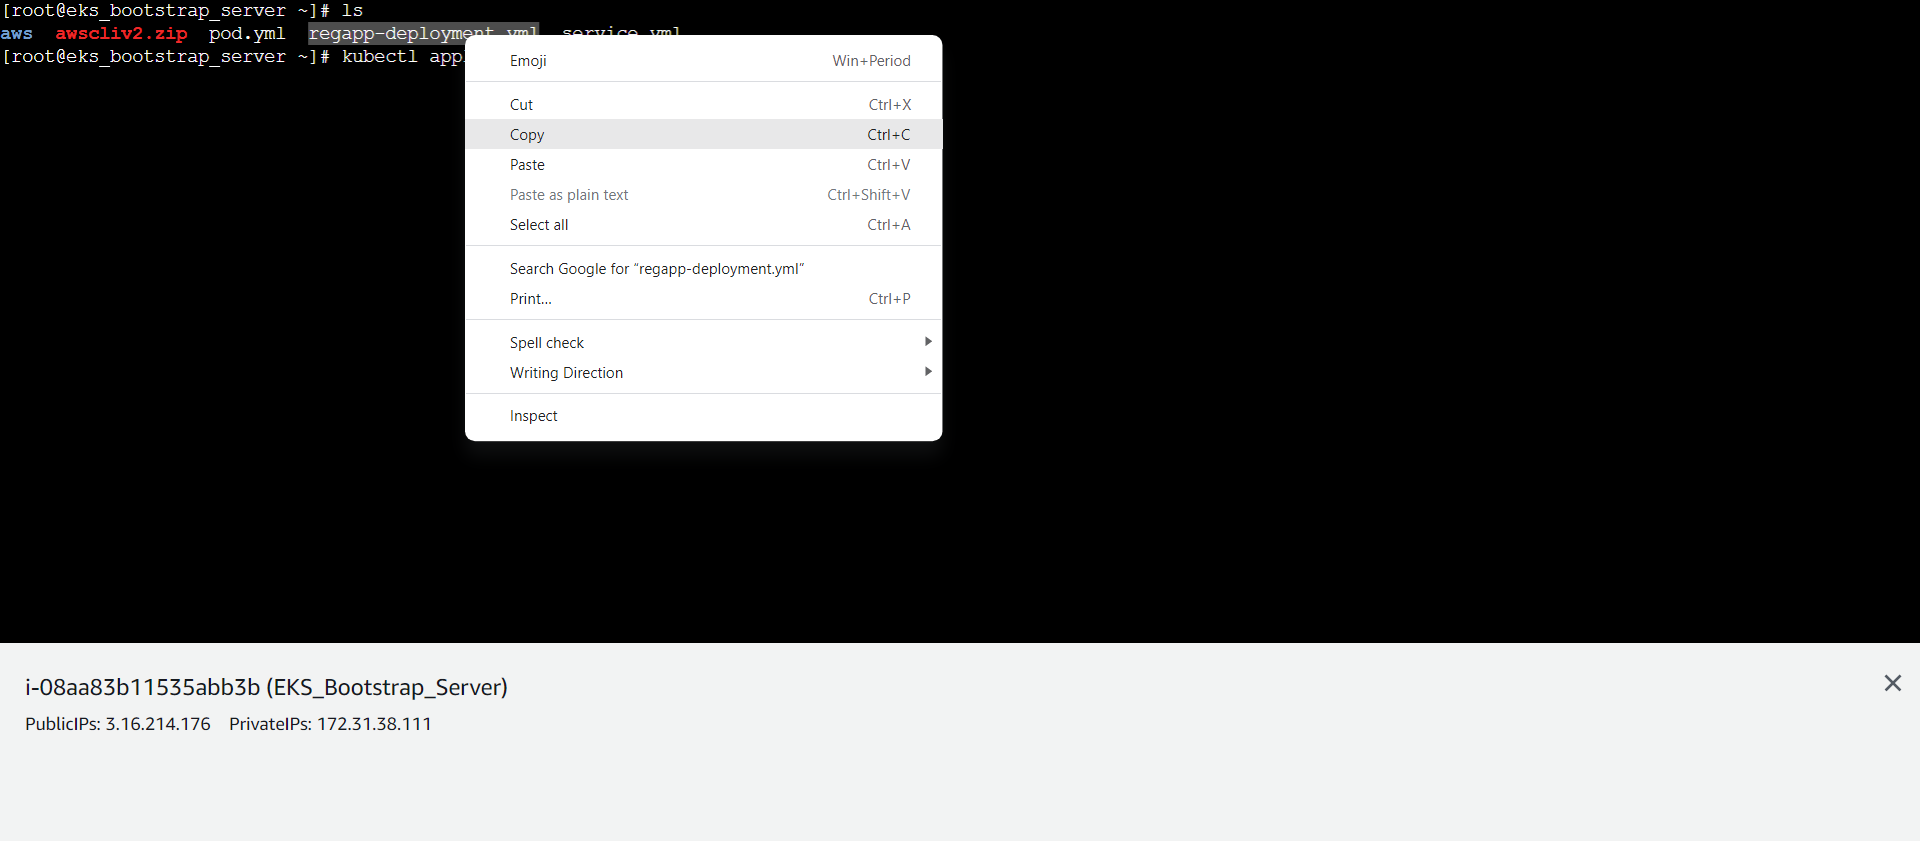 [root@eks_bootstrap_server ~]# ls
aws awscliv2.zip pod.yml regapp-deployment.yml service.yml
[root@eks_bootstrap_server ~]# kubectl app
Emoji Win+Period
Cut Ctrl+X
Copy Ctrl+C
Paste Ctrl+V
Paste as plain text Ctrl+Shift+V
Select all Ctrl+A
Search Google for “regapp-deployment.yml”
Print... Ctrl+P
Spell check
Writing Direction
Inspect
i-08aa83b11535abb3b (EKS_Bootstrap_Server)
PublicIPs: 3.16.214.176 PrivateIPs: 172.31.38.111